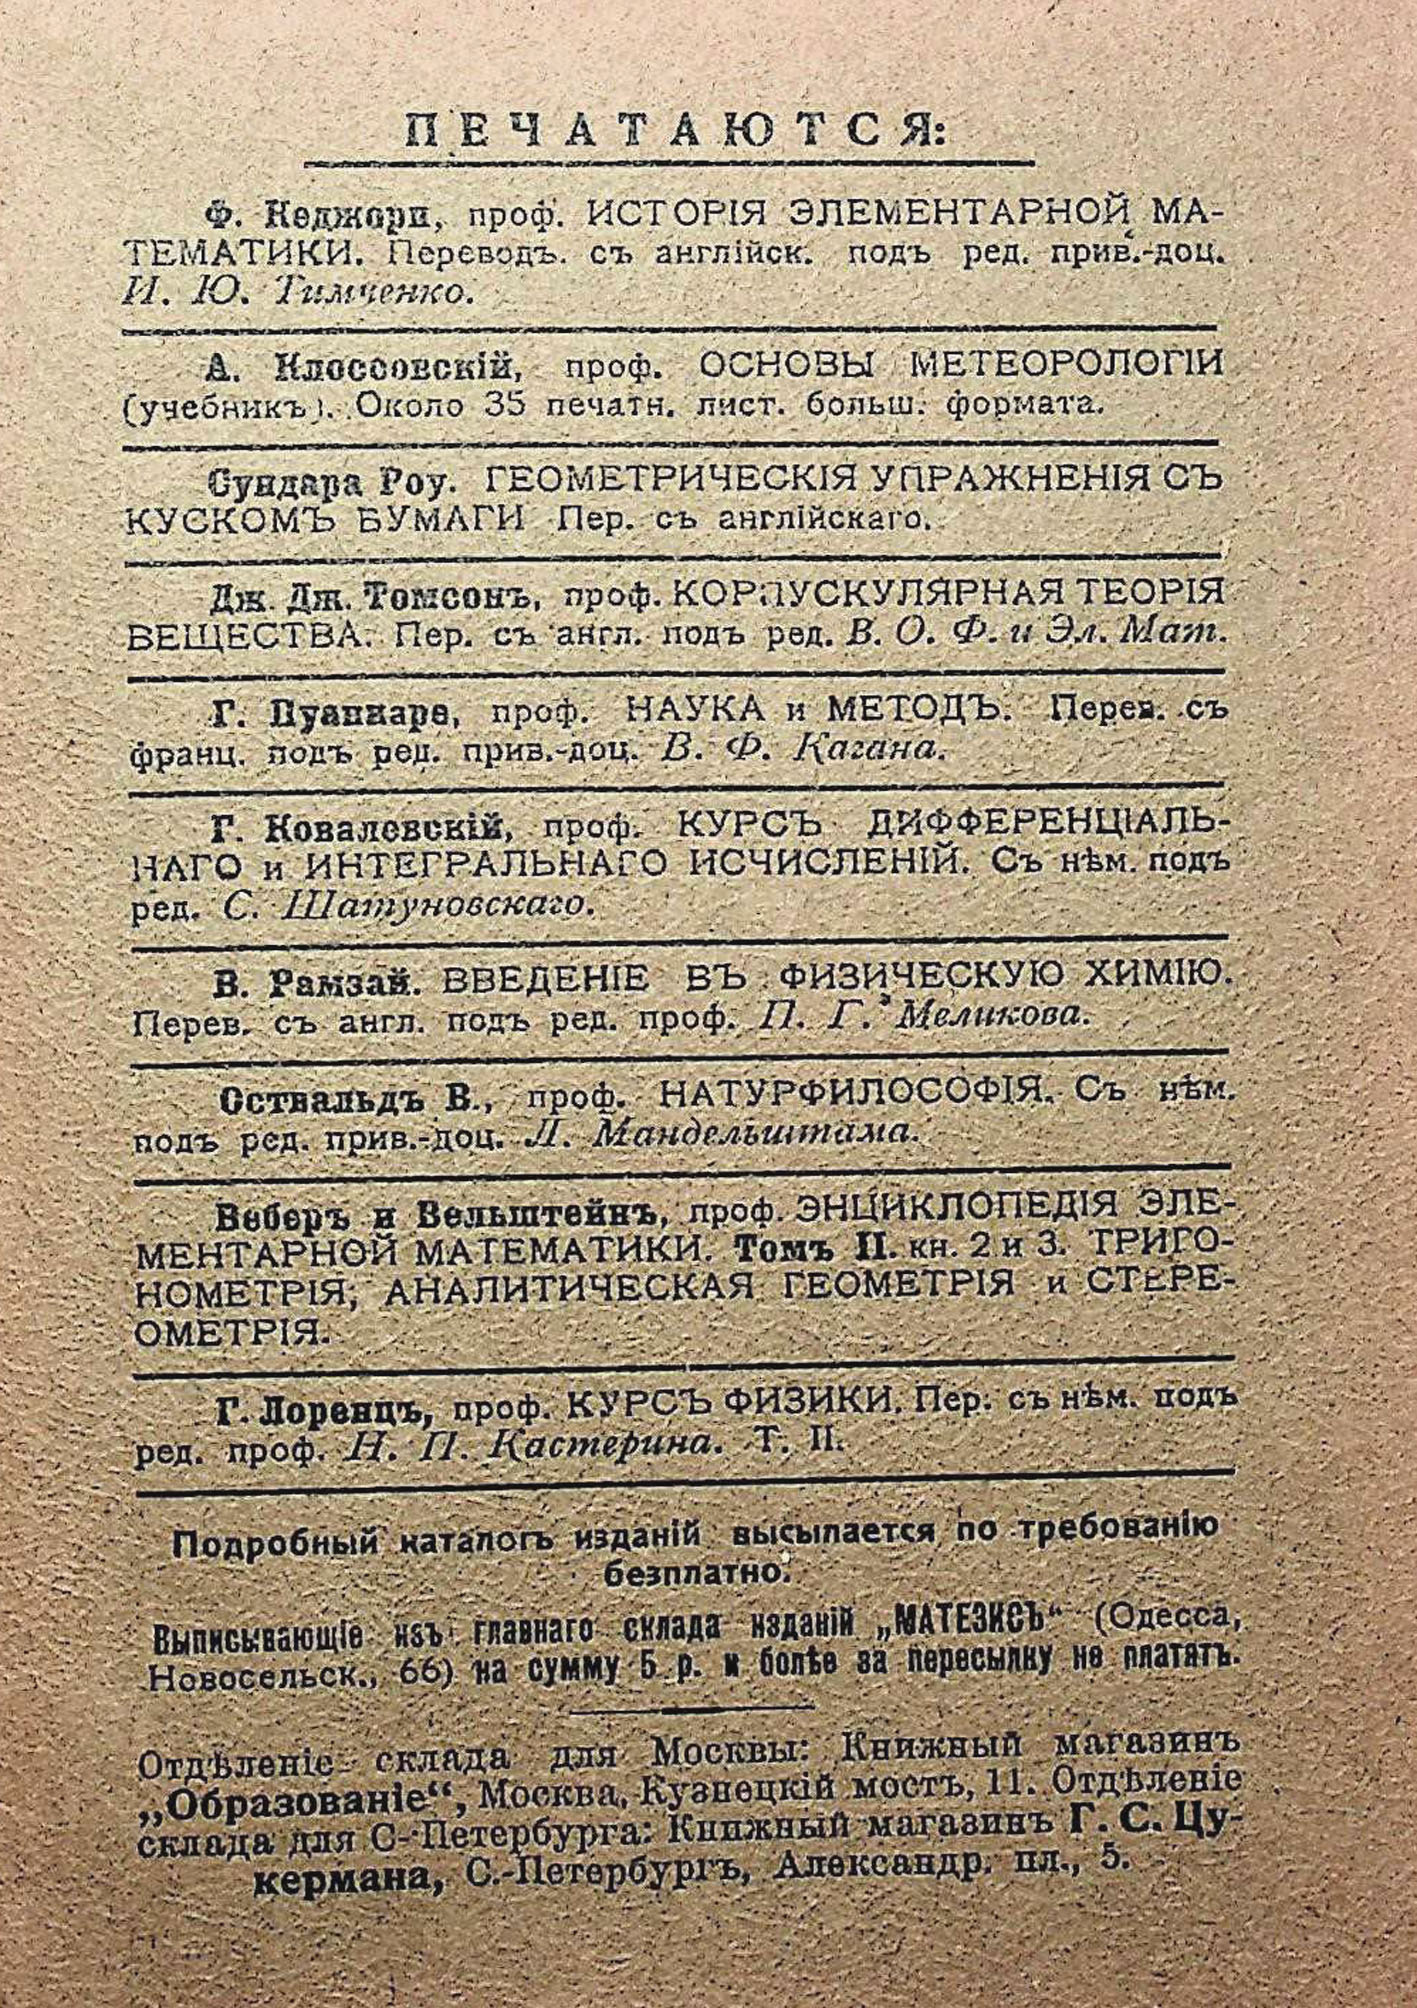 ПЕЧАТАЮТСЯ:
Ф. Кеджори, проф. ИСТОРІЯ ЭЛЕМЕНТАРНОЙ МА-
ТЕМАТИКИ. Переводъ. съ англійск. подъ ред. прив.-доц.
И. Ю. Тимченко.
А. Клоссовскій, проф. ОСНОВЫ МЕТЕОРОЛОГІИ
(учебникъ). Около 35 печатн. лист. больш. формата.
Сундара Роу. ГЕОМЕТРИЧЕСКІЯ УПРАЖНЕНІЯ СЪ
КУСКОМЪ БУМАГИ Пер. съ англійскаго.
Дж. Дж. Томсонъ, проф. КОРПУСКУЛЯРНАЯ ТЕОРІЯ
ВЕЩЕСТВА. Пер. съ англ. подъ ред. В. О. Ф. и Эл. Мат.
Г. Пуанкаре, проф. НАУКА и МЕТОДЪ. Перев. съ
франц. подъ ред. прив.-доц. В. Ф. Кагана.
Г. Ковалевскій, проф. КУРСЪ ДИФФЕРЕНЦІАЛЬ-
НАГО и ИНТЕГРАЛЬНАГО ИСЧИСЛЕНІЙ. Съ нѣм. подъ
ред. С. Шатуновскаго.
В. Рамзай. ВВЕДЕНІЕ ВЪ ФИЗИЧЕСКУЮ ХИМІЮ.
Перев. съ англ. подъ ред. проф. П. Г. Меликова.
Оствальдъ В., проф. НАТУРФИЛОСОФІЯ. Съ нѣм.
подъ ред. прив.-доц. Л. Мандельштама.
Веберъ и Вельштейнъ, проф. ЭНЦИКЛОПЕДІЯ ЭЛЕ-
МЕНТАРНОЙ МАТЕМАТИКИ. Томъ II. кн. 2 и 3. ТРИГО-
НОМЕТРІЯ, АНАЛИТИЧЕСКАЯ ГЕОМЕТРІЯ и СТЕРЕ-
ОМЕТРІЯ.
Г. Лоренцъ, проф. КУРСЪ ФИЗИКИ. Пер. съ нѣм. подъ
ред. проф. Н. П. Кастерина. Т. II.
Подробный каталогъ изданій высыпается по требованію
безплатно.
Выписывающіе изъ главнаго склада изданій „МАТЕЗИСЪ“ (Одесса,
Новосельск., 66) на сумму 5 р. и болѣе за пересылку не платятъ.
Отдѣленіе склада для Москвы: Книжный магазинъ
„Образованіе“, Москва, Кузнецкій мостъ, 11. Отдѣленіе
склада для С-Петербурга: Книжный магазинъ Г. С. Цу-
кермана, С.-Петербургъ, Александр. пл., 5.